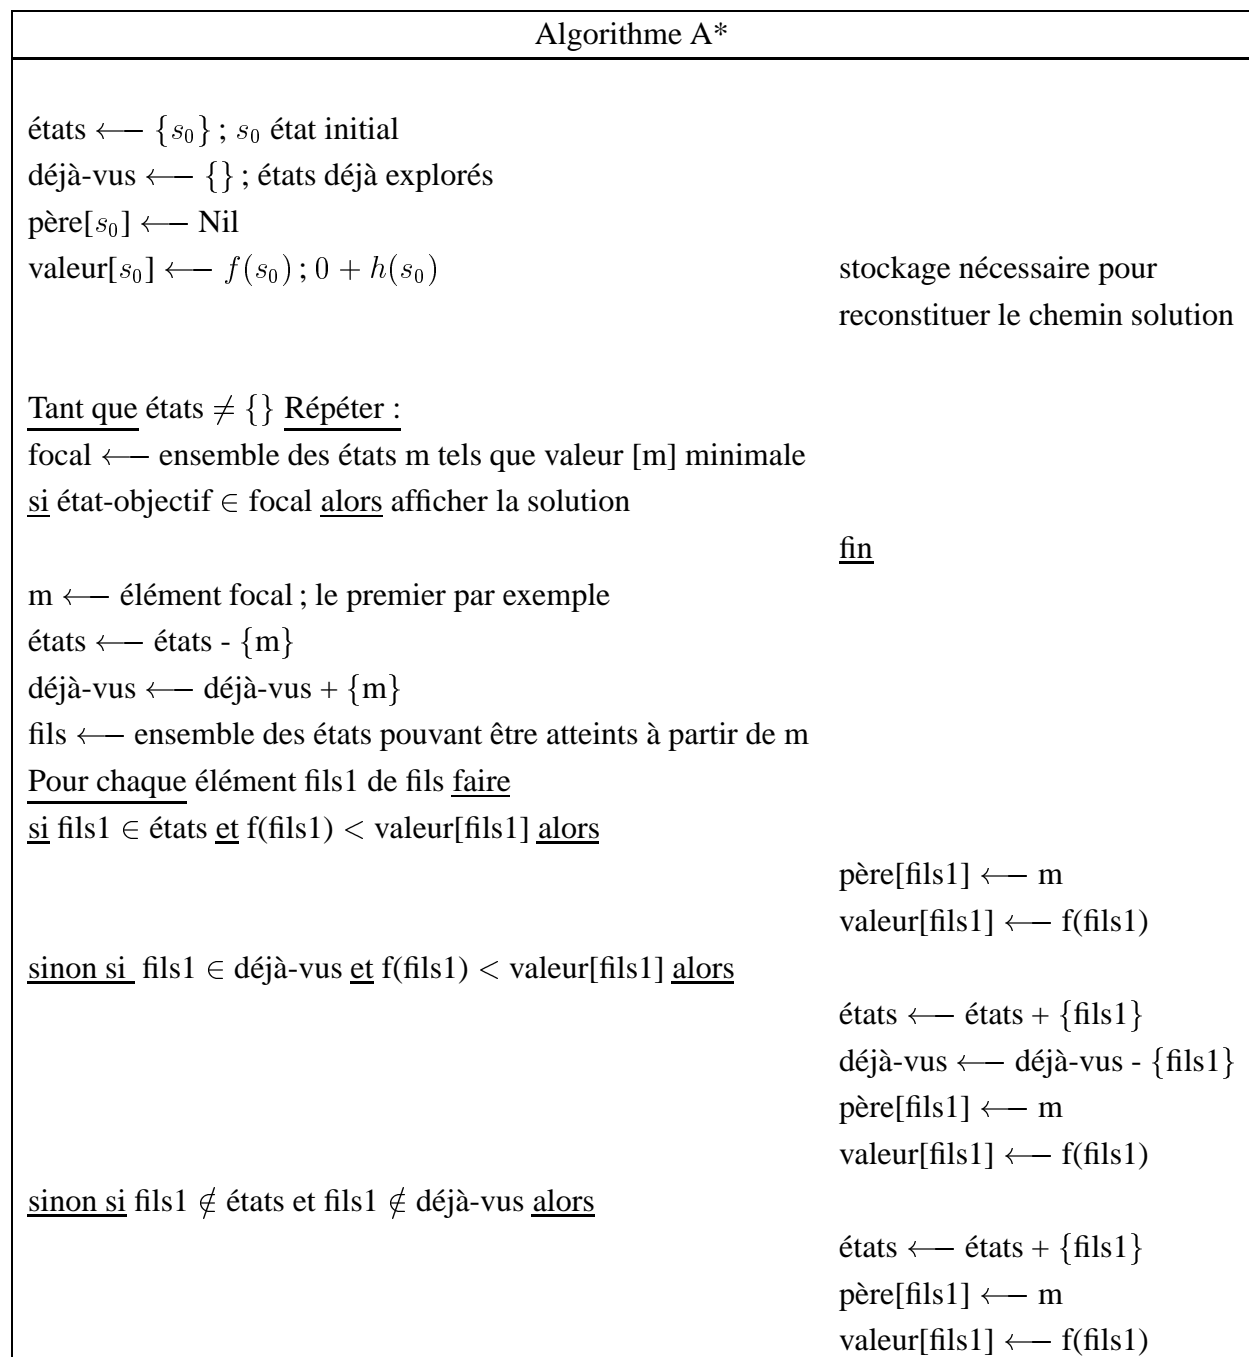 Algorithme A*
états ⟵ {s₀} ; s₀ état initial
déjà-vus ⟵ {} ; états déjà explorés
père[s₀] ⟵ Nil
valeur[s₀] ⟵ f(s₀) ; 0 + h(s₀) stockage nécessaire pour
reconstituer le chemin solution
Tant que états ≠ {} Répéter :
focal ⟵ ensemble des états m tels que valeur [m] minimale
si état-objectif ∈ focal alors afficher la solution
fin
m ⟵ élément focal ; le premier par exemple
états ⟵ états - {m}
déjà-vus ⟵ déjà-vus + {m}
fils ⟵ ensemble des états pouvant être atteints à partir de m
Pour chaque élément fils1 de fils faire
si fils1 ∈ états et f(fils1) < valeur[fils1] alors
père[fils1] ⟵ m
valeur[fils1] ⟵ f(fils1)
sinon si fils1 ∈ déjà-vus et f(fils1) < valeur[fils1] alors
états ⟵ états + {fils1}
déjà-vus ⟵ déjà-vus - {fils1}
père[fils1] ⟵ m
valeur[fils1] ⟵ f(fils1)
sinon si fils1 ∉ états et fils1 ∉ déjà-vus alors
états ⟵ états + {fils1}
père[fils1] ⟵ m
valeur[fils1] ⟵ f(fils1)